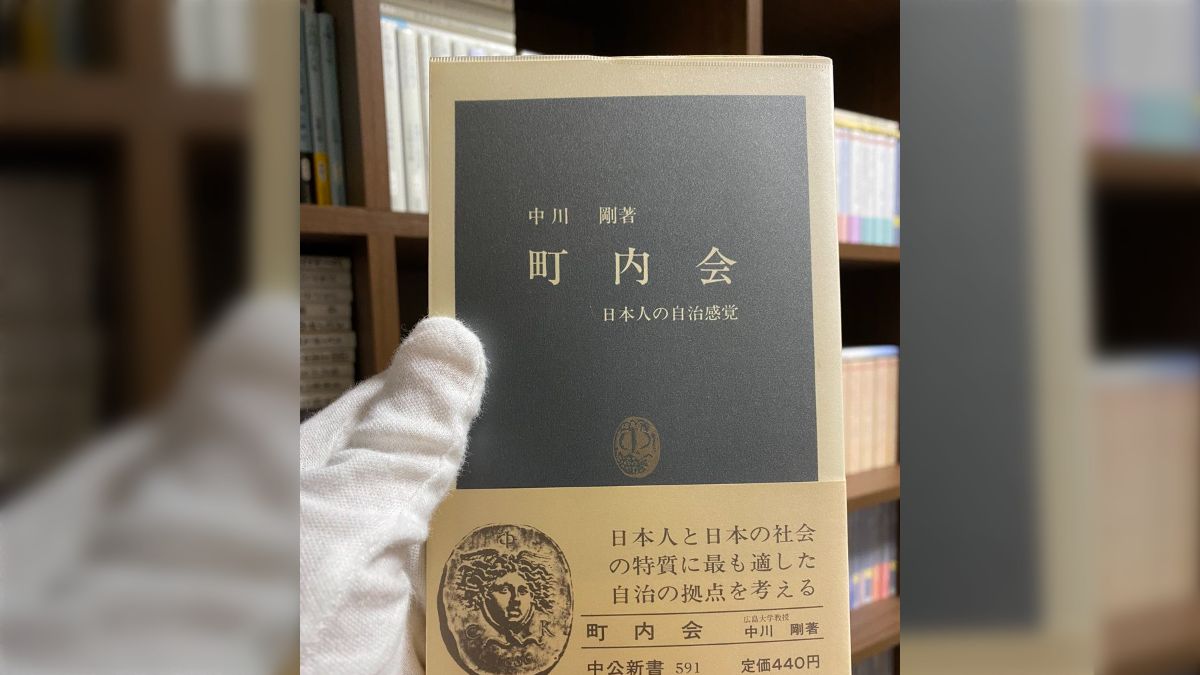 中川 剛著
町内会
日本人の自治感覚
日本人と日本の社会
の特質に最も適した
自治の拠点を考える
広島大学教授
町内会 中川 剛著
中公新書 591 定価440円